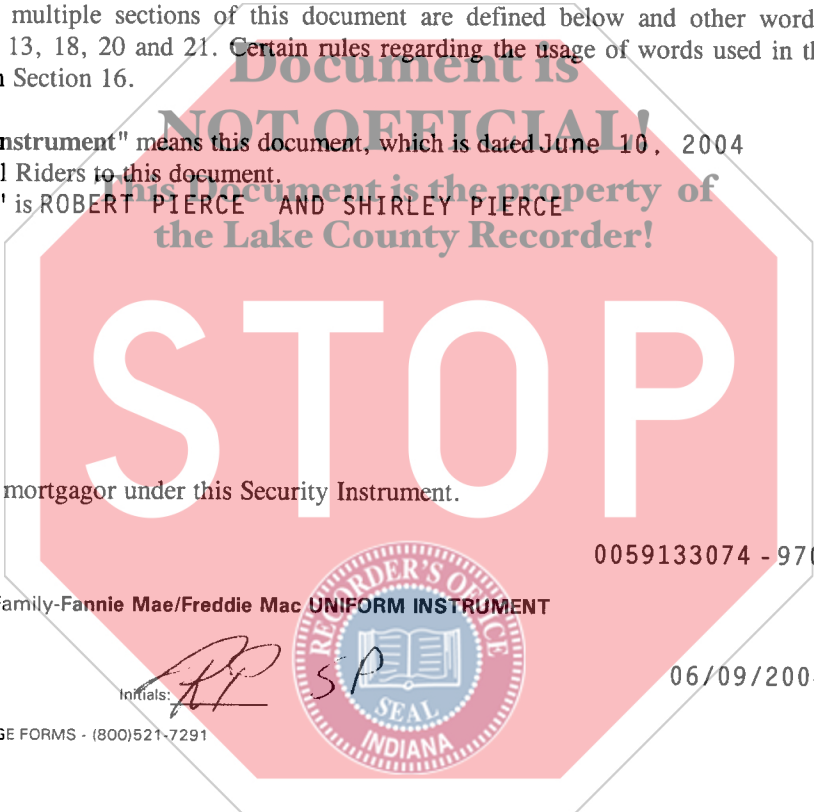 multiple sections of this document are defined below and other word
13, 18, 20 and 21. Certain rules regarding the usage of words used in th
Section 16.
Document is
NOT OFFICIAL!
This Document is the property of
the Lake County Recorder!
nstrument" means this document, which is dated June 10, 2004
l Riders to this document.
' is ROBERT PIERCE AND SHIRLEY PIERCE
STOP
mortgagor under this Security Instrument.
0059133074 - 970
Family-Fannie Mae/Freddie Mac UNIFORM INSTRUMENT
RECORDER'S OFFICE
SEAL
INDIANA
Initials: RP SP
06/09/200
GE FORMS - (800)521-7291